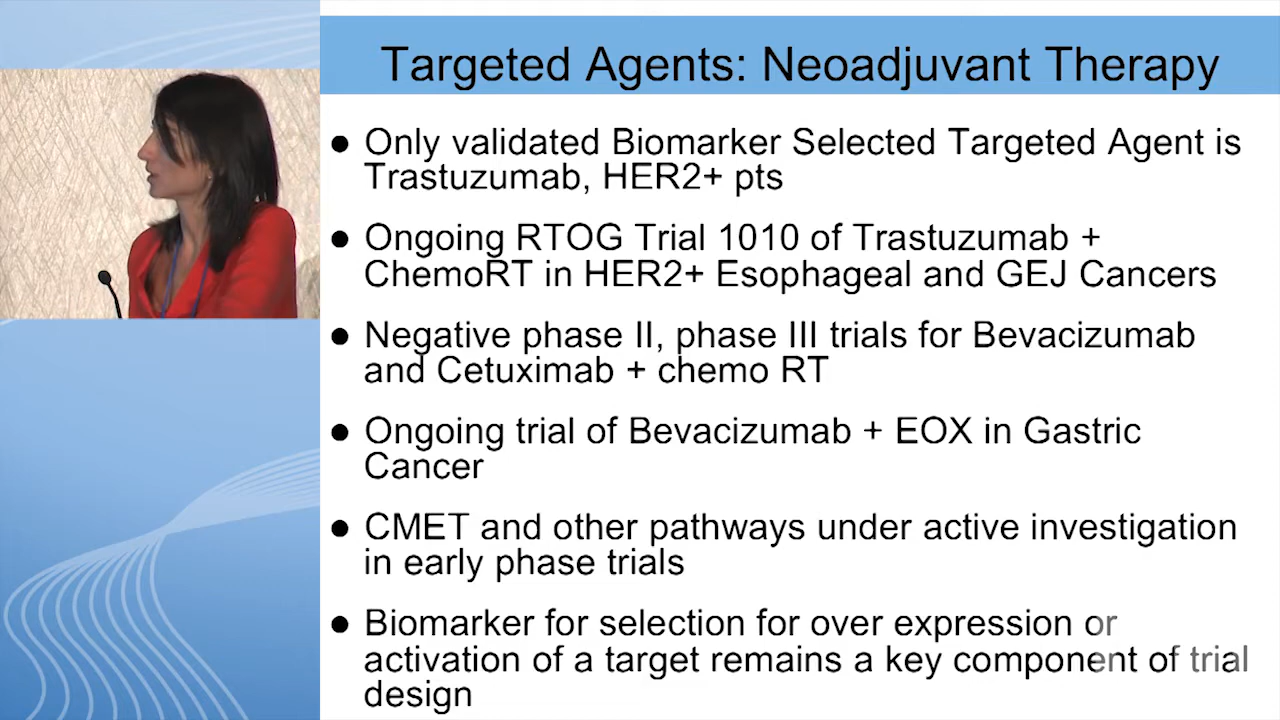 Targeted Agents: Neoadjuvant Therapy
● Only validated Biomarker Selected Targeted Agent is
Trastuzumab, HER2+ pts
● Ongoing RTOG Trial 1010 of Trastuzumab +
ChemoRT in HER2+ Esophageal and GEJ Cancers
● Negative phase II, phase III trials for Bevacizumab
and Cetuximab + chemo RT
● Ongoing trial of Bevacizumab + EOX in Gastric
Cancer
● CMET and other pathways under active investigation
in early phase trials
● Biomarker for selection for over expression or
activation of a target remains a key component of trial
design